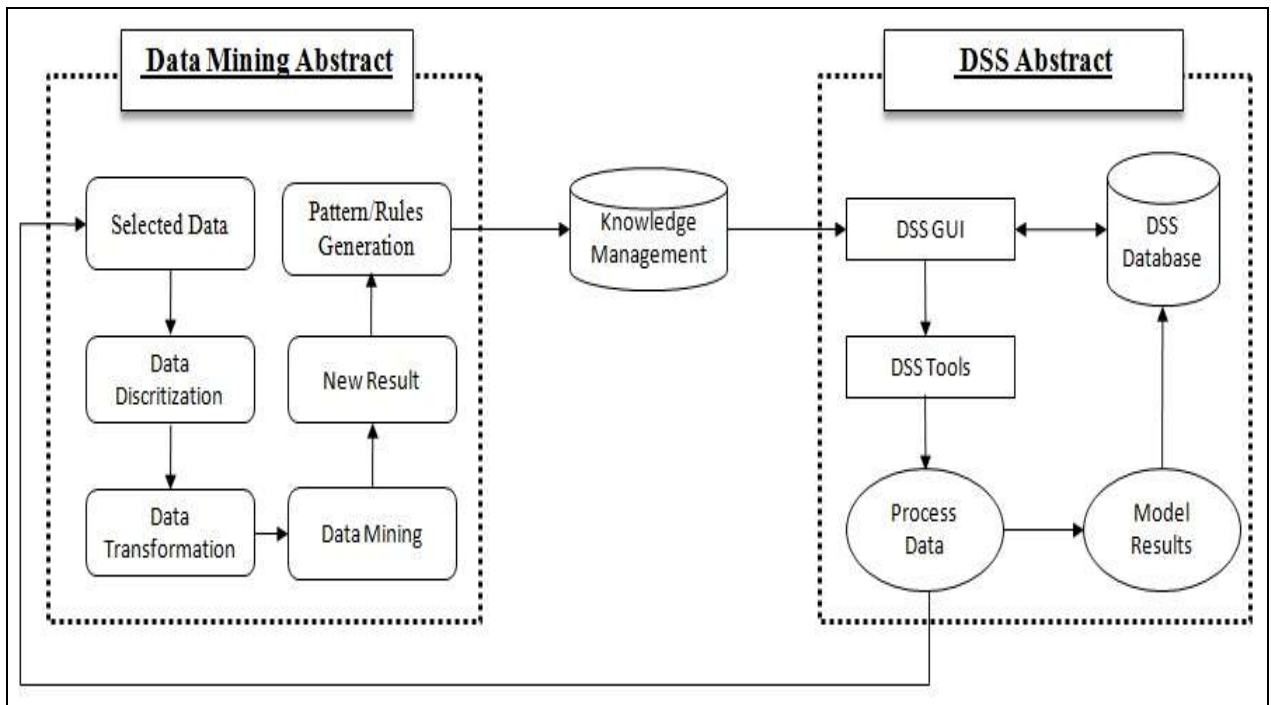 Data Mining Abstract
DSS Abstract
Selected Data
Pattern/Rules
Generation
Knowledge
Management
DSS GUI
DSS
Database
Data
Discritization
New Result
DSS Tools
Data
Transformation
Data Mining
Process
Data
Model
Results